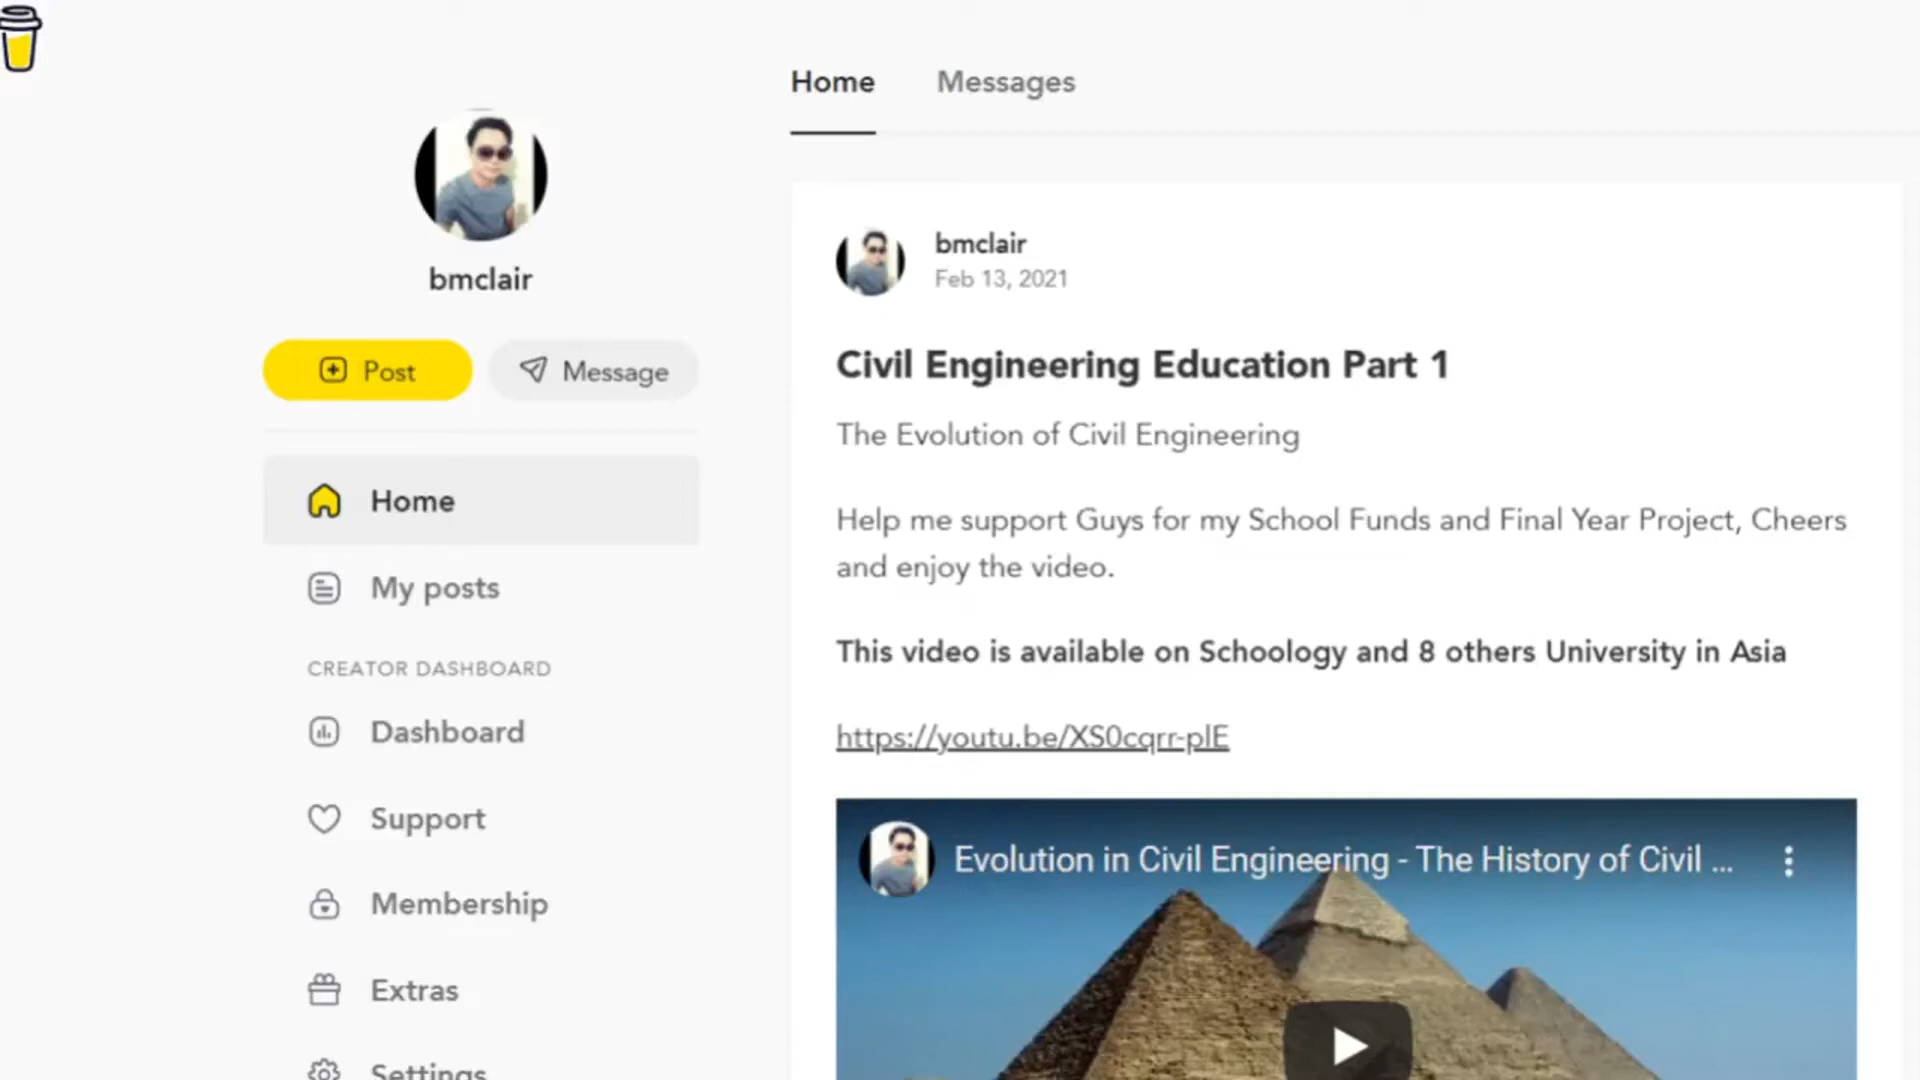 Home
Messages
bmclair
Post
Message
Home
My posts
CREATOR DASHBOARD
Dashboard
Support
Membership
Extras
Settings
bmclair
Feb 13, 2021
Civil Engineering Education Part 1
The Evolution of Civil Engineering
Help me support Guys for my School Funds and Final Year Project, Cheers
and enjoy the video.
This video is available on Schoology and 8 others University in Asia
https://youtu.be/XS0cqrr-plE
Evolution in Civil Engineering - The History of Civil ...